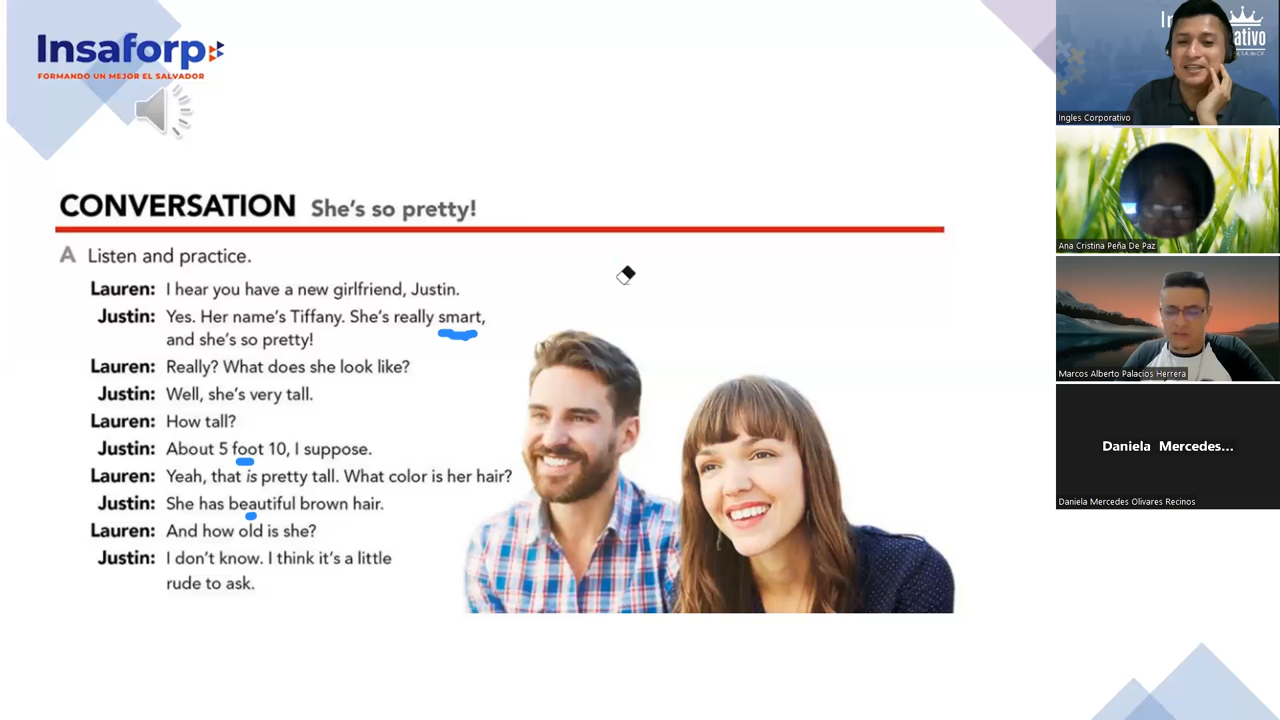 Insaforp
FORMANDO UN MEJOR EL SALVADOR
CONVERSATION She's so pretty!
A Listen and practice.
Lauren: I hear you have a new girlfriend, Justin.
Justin: Yes. Her name's Tiffany. She's really smart,
and she's so pretty!
Lauren: Really? What does she look like?
Justin: Well, she's very tall.
Lauren: How tall?
Justin: About 5 foot 10, I suppose.
Lauren: Yeah, that is pretty tall. What color is her hair?
Justin: She has beautiful brown hair.
Lauren: And how old is she?
Justin: I don't know. I think it's a little
rude to ask.
Ingles Corporativo
Ana Cristina Peña De Paz
Marcos Alberto Palacios Herrera
Daniela Mercedes...
Daniela Mercedes Olivares Recinos